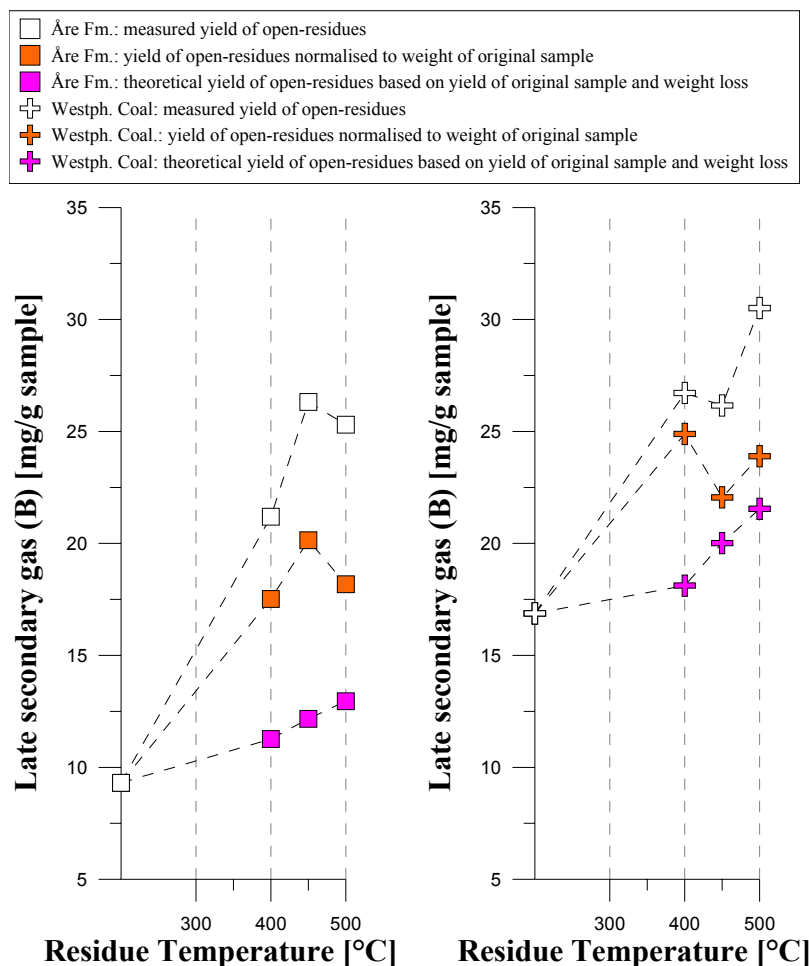 Åre Fm.: measured yield of open-residues
Åre Fm.: yield of open-residues normalised to weight of original sample
Åre Fm.: theoretical yield of open-residues based on yield of original sample and weight loss
Westph. Coal: measured yield of open-residues
Westph. Coal.: yield of open-residues normalised to weight of original sample
Westph. Coal: theoretical yield of open-residues based on yield of original sample and weight loss
Late secondary gas (B) [mg/g sample]
35
30
25
20
15
10
5
300 400 500
Residue Temperature [°C]
Late secondary gas (B) [mg/g sample]
35
30
25
20
15
10
5
300 400 500
Residue Temperature [°C]